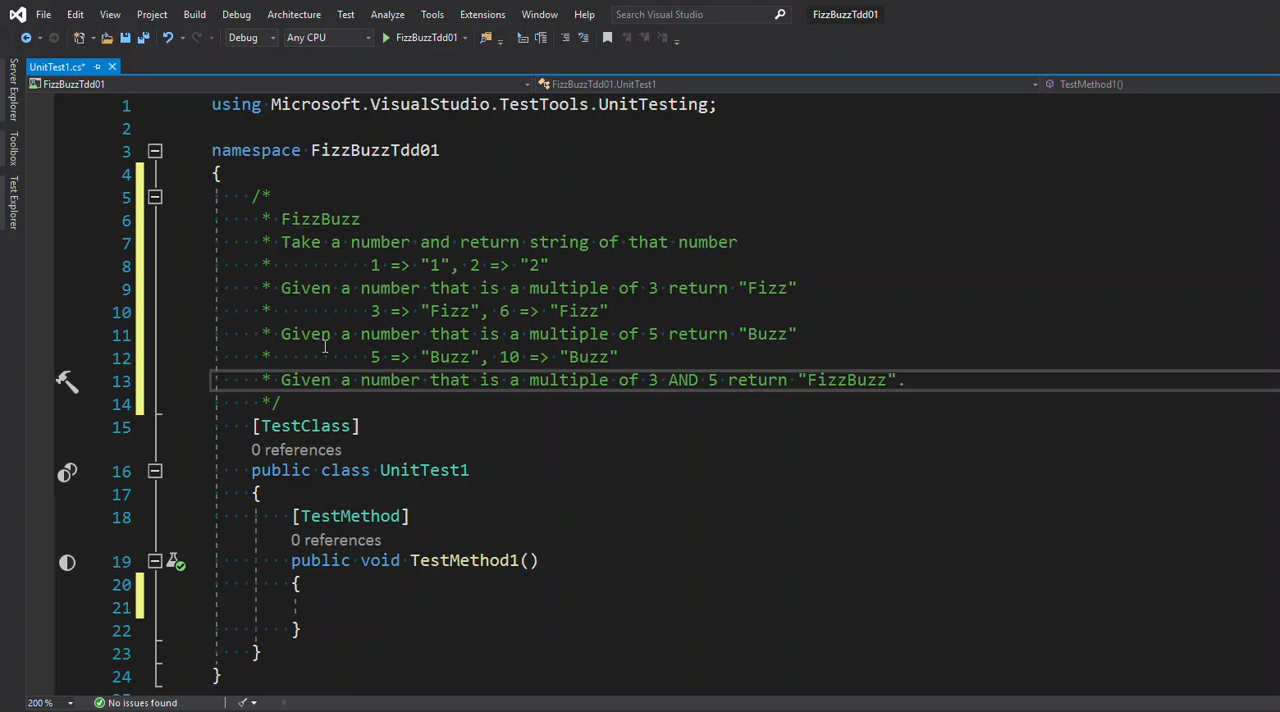 File Edit View Project Build Debug Architecture Test Analyze Tools Extensions Window Help Search Visual Studio FizzBuzzTdd01
Debug Any CPU FizzBuzzTdd01
UnitTest1.cs*
FizzBuzzTdd01 FizzBuzzTdd01.UnitTest1 TestMethod1()
Server Explorer
Toolbox
Test Explorer
1 using Microsoft.VisualStudio.TestTools.UnitTesting;
2
3 namespace FizzBuzzTdd01
4 {
5 /*
6 * FizzBuzz
7 * Take a number and return string of that number
8 * 1 => "1", 2 => "2"
9 * Given a number that is a multiple of 3 return "Fizz"
10 * 3 => "Fizz", 6 => "Fizz"
11 * Given a number that is a multiple of 5 return "Buzz"
12 * 5 => "Buzz", 10 => "Buzz"
13 * Given a number that is a multiple of 3 AND 5 return "FizzBuzz".
14 */
15 [TestClass]
0 references
16 public class UnitTest1
17 {
18 [TestMethod]
0 references
19 public void TestMethod1()
20 {
21
22 }
23 }
24 }
200 % No issues found